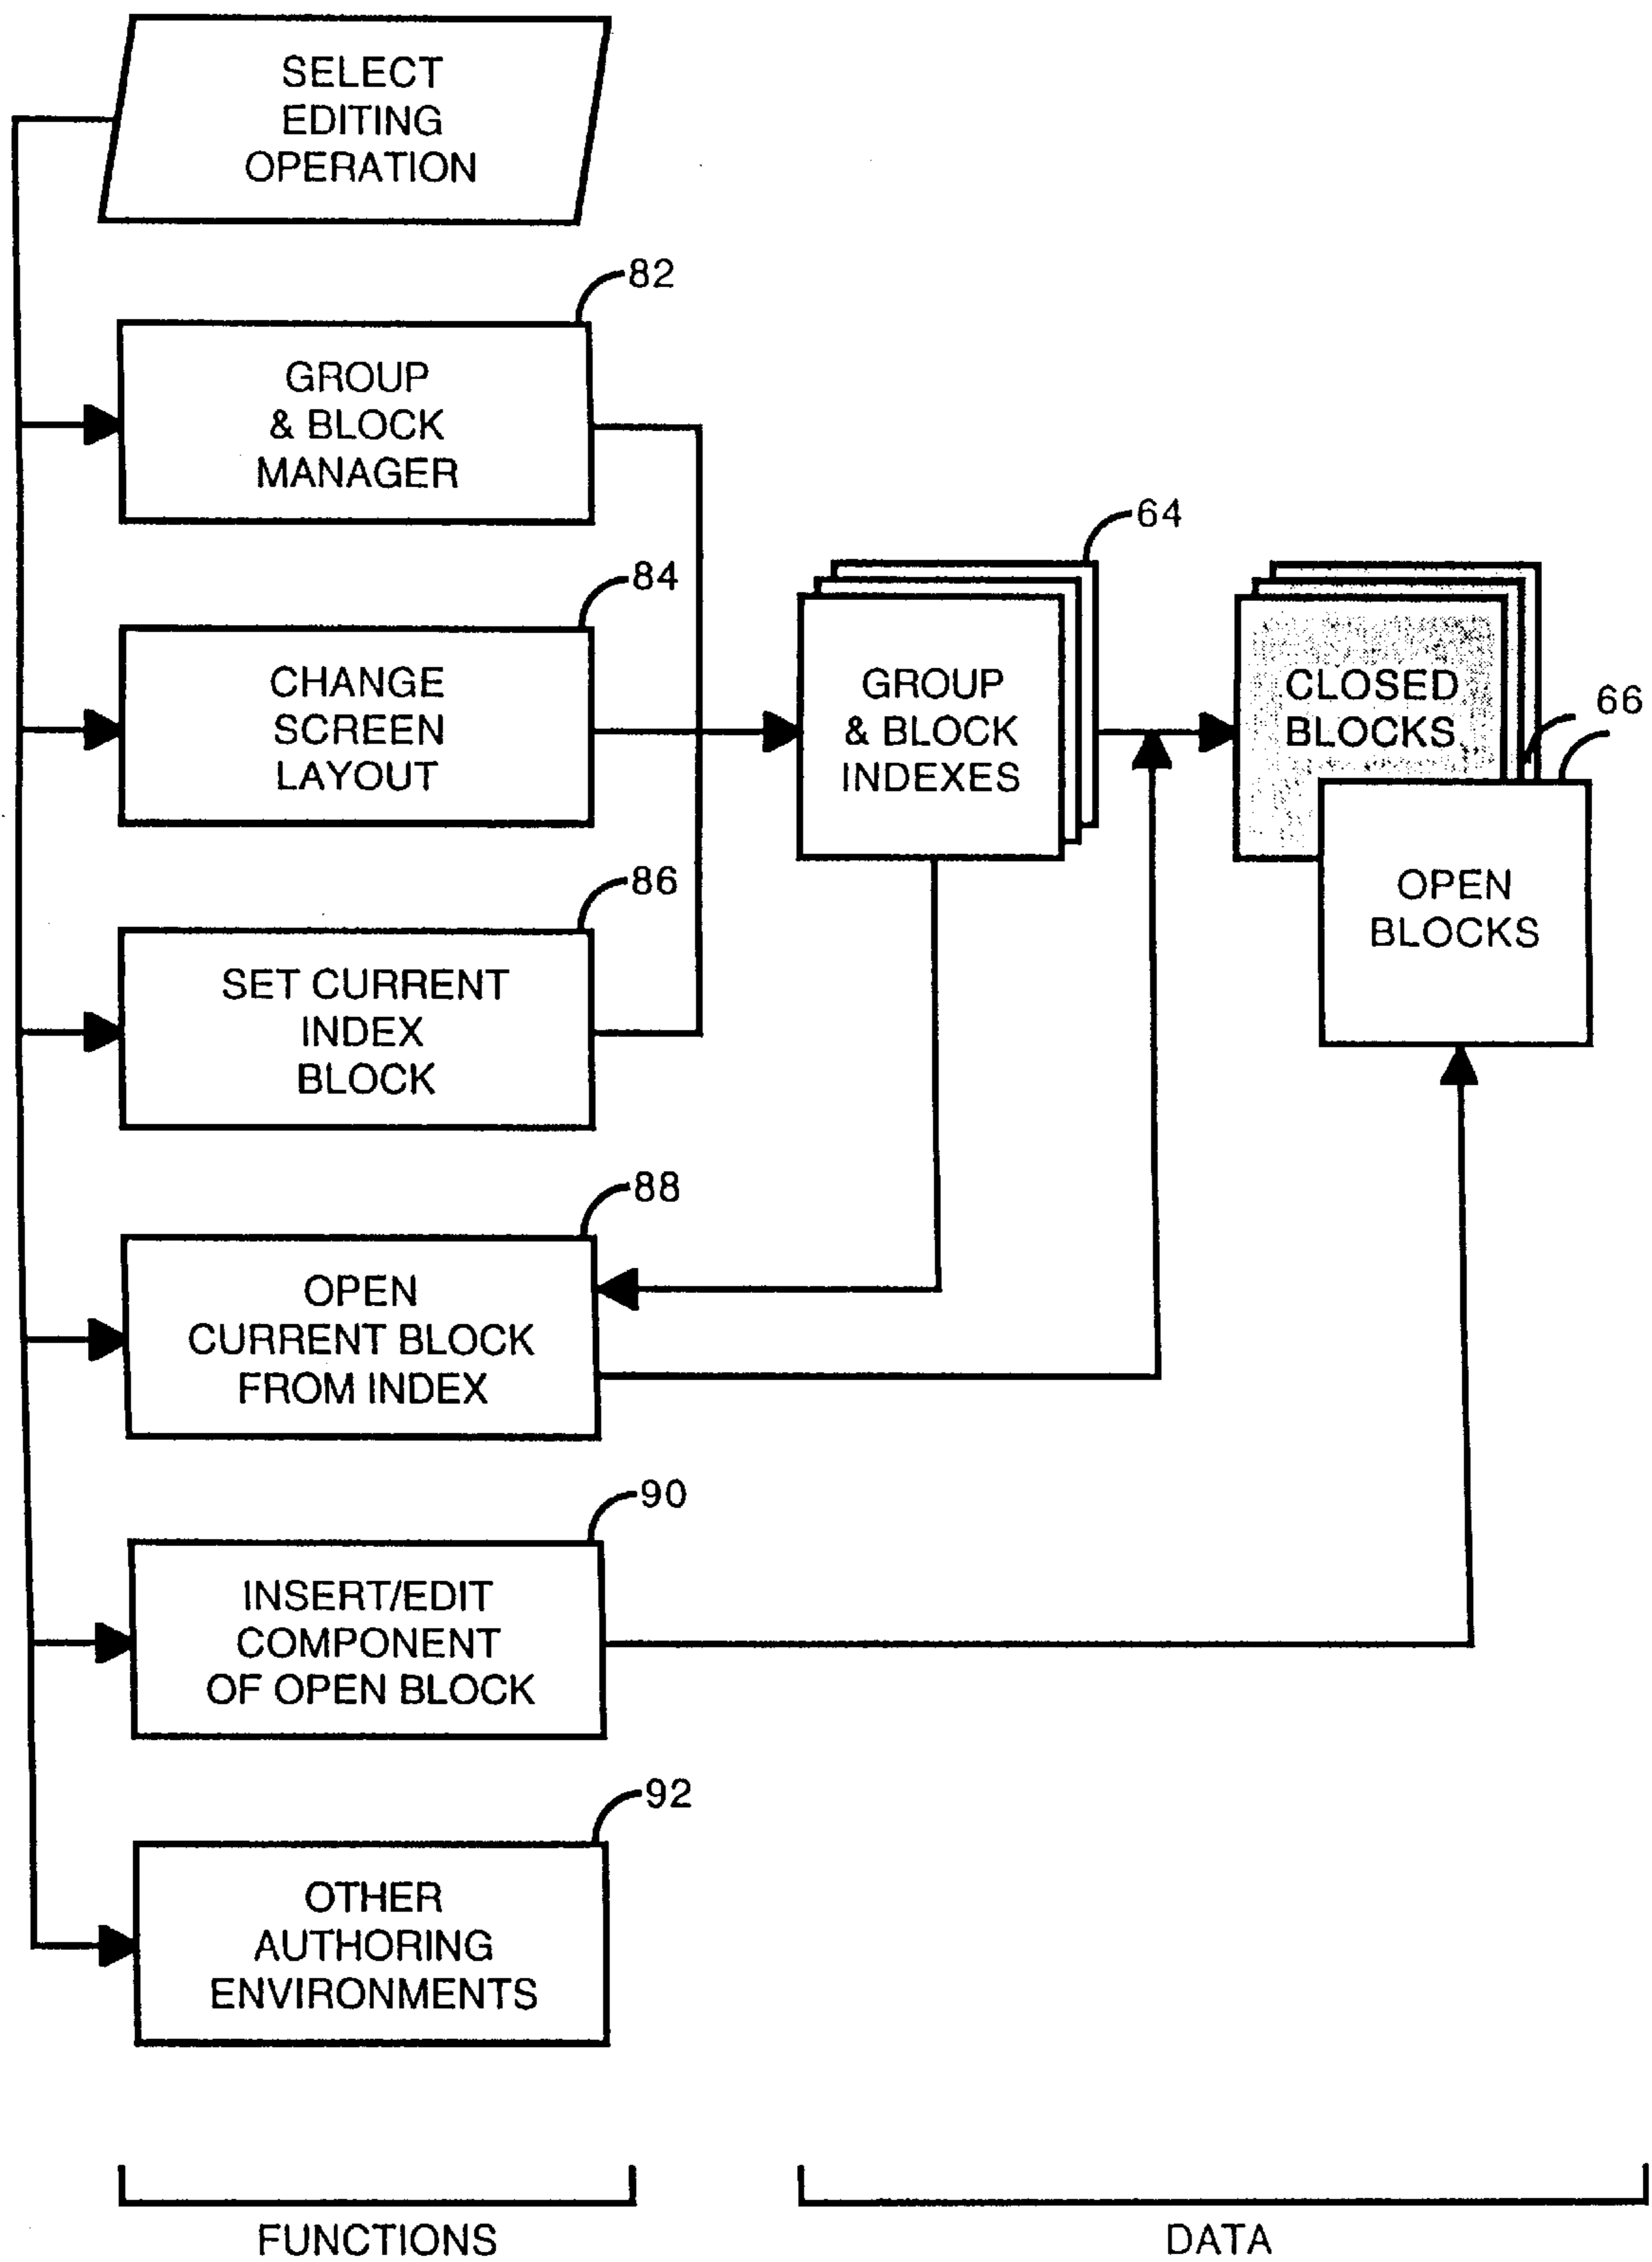 SELECT
EDITING
OPERATION
82
GROUP
& BLOCK
MANAGER
84
CHANGE
SCREEN
LAYOUT
64
GROUP
& BLOCK
INDEXES
CLOSED
BLOCKS
66
OPEN
BLOCKS
86
SET CURRENT
INDEX
BLOCK
88
OPEN
CURRENT BLOCK
FROM INDEX
90
INSERT/EDIT
COMPONENT
OF OPEN BLOCK
92
OTHER
AUTHORING
ENVIRONMENTS
FUNCTIONS
DATA